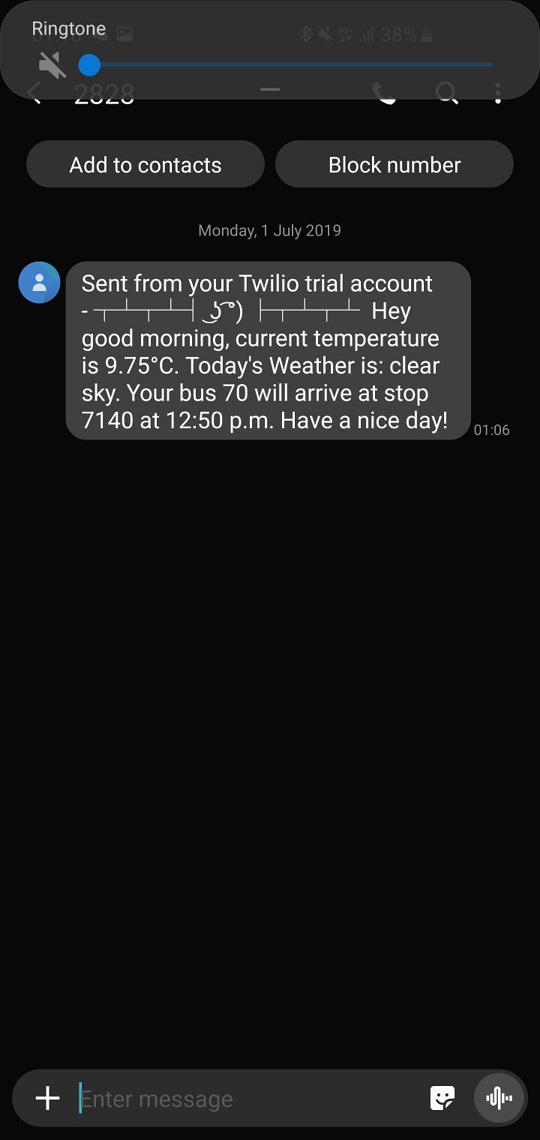 Ringtone
38%
2828
Add to contacts
Block number
Monday, 1 July 2019
Sent from your Twilio trial account
- ┬┴┬┴┤ ͜ʖ ͡°) ├┬┴┬┴ Hey
good morning, current temperature
is 9.75°C. Today's Weather is: clear
sky. Your bus 70 will arrive at stop
7140 at 12:50 p.m. Have a nice day!
01:06
Enter message